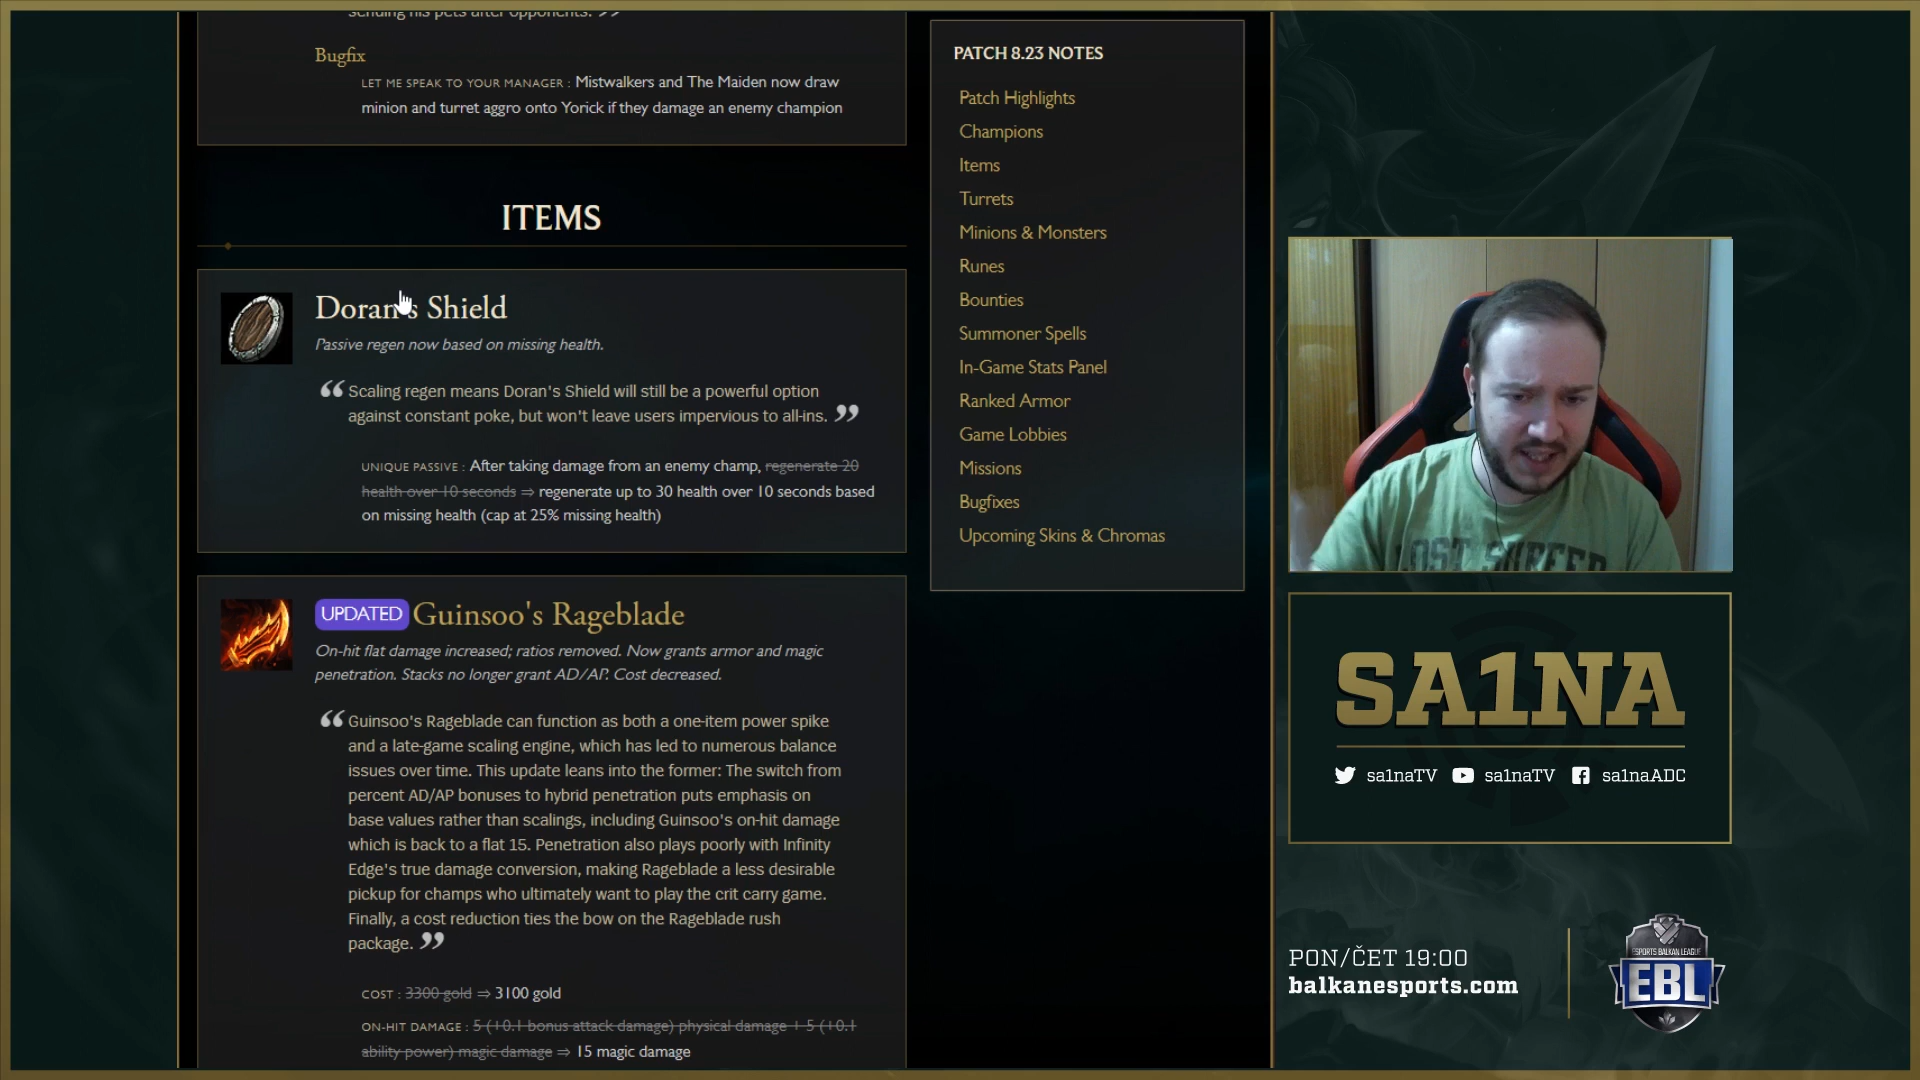 sending his pets after opponents. ”
Bugfix
LET ME SPEAK TO YOUR MANAGER : Mistwalkers and The Maiden now draw
minion and turret aggro onto Yorick if they damage an enemy champion
ITEMS
Doran's Shield
Passive regen now based on missing health.
“ Scaling regen means Doran's Shield will still be a powerful option
against constant poke, but won't leave users impervious to all-ins. ”
UNIQUE PASSIVE : After taking damage from an enemy champ, regenerate 20
health over 10 seconds ⇒ regenerate up to 30 health over 10 seconds based
on missing health (cap at 25% missing health)
UPDATED Guinsoo's Rageblade
On-hit flat damage increased; ratios removed. Now grants armor and magic
penetration. Stacks no longer grant AD/AP. Cost decreased.
“ Guinsoo's Rageblade can function as both a one-item power spike
and a late-game scaling engine, which has led to numerous balance
issues over time. This update leans into the former: The switch from
percent AD/AP bonuses to hybrid penetration puts emphasis on
base values rather than scalings, including Guinsoo's on-hit damage
which is back to a flat 15. Penetration also plays poorly with Infinity
Edge's true damage conversion, making Rageblade a less desirable
pickup for champs who ultimately want to play the crit carry game.
Finally, a cost reduction ties the bow on the Rageblade rush
package. ”
COST : 3300 gold ⇒ 3100 gold
ON-HIT DAMAGE : 5 (+0.1 bonus attack damage) physical damage + 5 (+0.1
ability power) magic damage ⇒ 15 magic damage
PATCH 8.23 NOTES
Patch Highlights
Champions
Items
Turrets
Minions & Monsters
Runes
Bounties
Summoner Spells
In-Game Stats Panel
Ranked Armor
Game Lobbies
Missions
Bugfixes
Upcoming Skins & Chromas
LOST SURFER
SA1NA
sa1naTV sa1naTV sa1naADC
PON/ČET 19:00
balkanesports.com
ESPORTS BALKAN LEAGUE
EBL